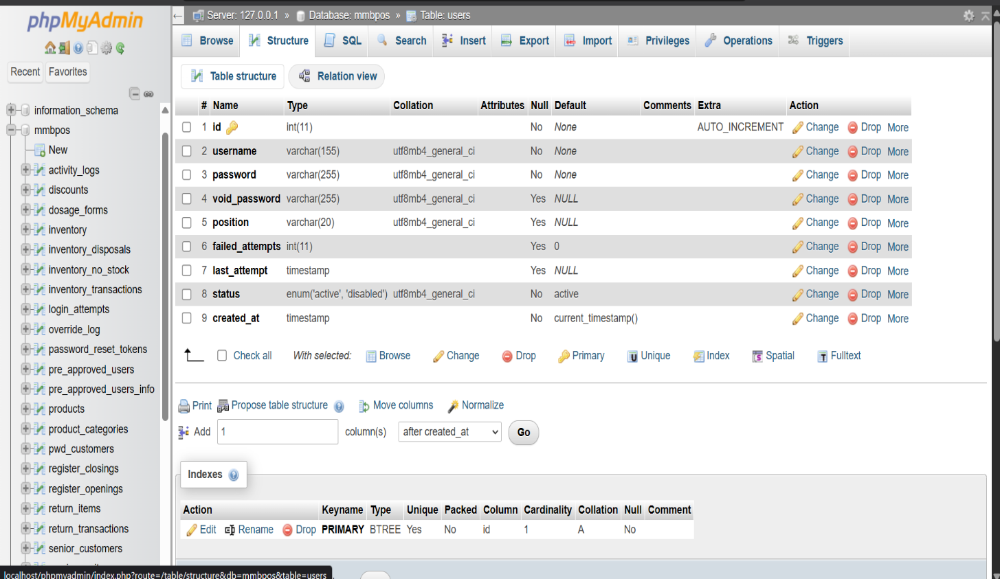 phpMyAdmin
Recent Favorites
information_schema
mmbpos
New
activity_logs
discounts
dosage_forms
inventory
inventory_disposals
inventory_no_stock
inventory_transactions
login_attempts
override_log
password_reset_tokens
pre_approved_users
pre_approved_users_info
products
product_categories
pwd_customers
register_closings
register_openings
return_items
return_transactions
senior_customers
localhost/phpmyadmin/index.php?route=/table/structure&db=mmbpos&table=users
Server: 127.0.0.1 » Database: mmbpos » Table: users
Browse Structure SQL Search Insert Export Import Privileges Operations Triggers
Table structure Relation view
# Name Type Collation Attributes Null Default Comments Extra Action
1 id int(11) No None AUTO_INCREMENT Change Drop More
2 username varchar(155) utf8mb4_general_ci No None Change Drop More
3 password varchar(255) utf8mb4_general_ci No None Change Drop More
4 void_password varchar(255) utf8mb4_general_ci Yes NULL Change Drop More
5 position varchar(20) utf8mb4_general_ci Yes NULL Change Drop More
6 failed_attempts int(11) Yes 0 Change Drop More
7 last_attempt timestamp Yes NULL Change Drop More
8 status enum('active', 'disabled') utf8mb4_general_ci No active Change Drop More
9 created_at timestamp No current_timestamp() Change Drop More
Check all With selected: Browse Change Drop Primary Unique Index Spatial Fulltext
Print Propose table structure Move columns Normalize
Add 1 column(s) after created_at Go
Indexes
Action Keyname Type Unique Packed Column Cardinality Collation Null Comment
Edit Rename Drop PRIMARY BTREE Yes No id 1 A No